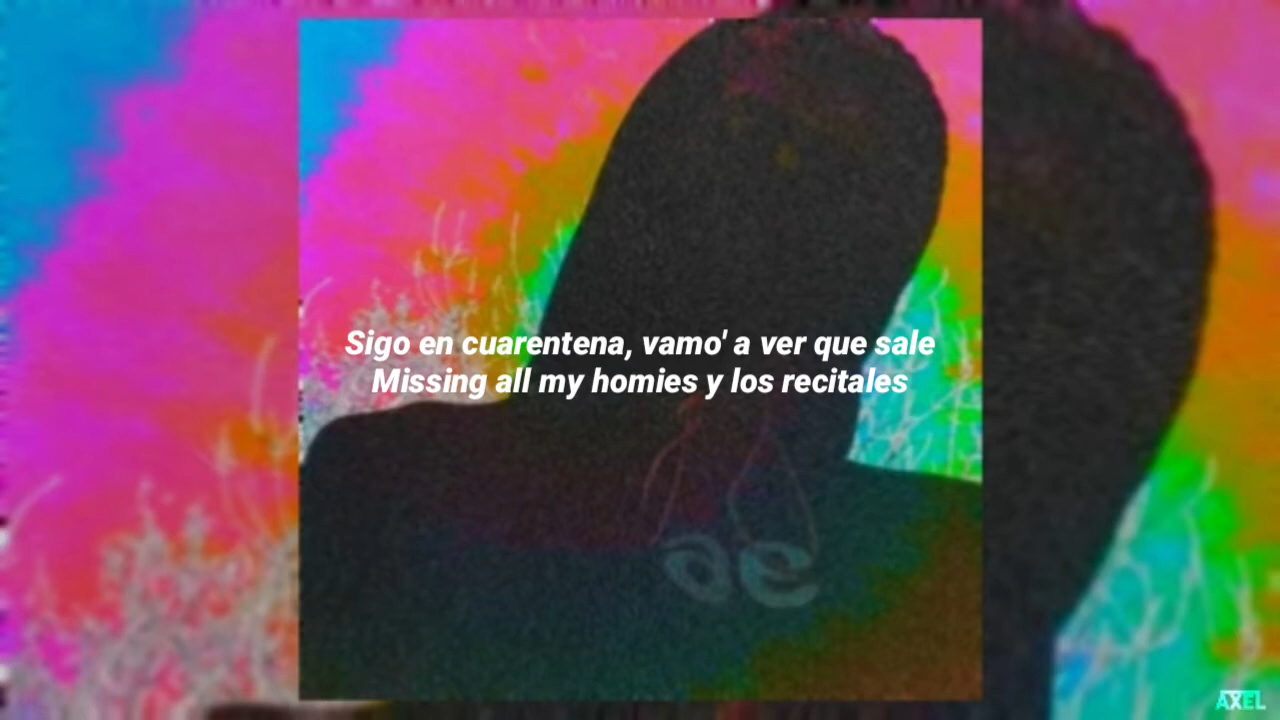 Sigo en cuarentena, vamo' a ver que sale
Missing all my homies y los recitales
AXEL